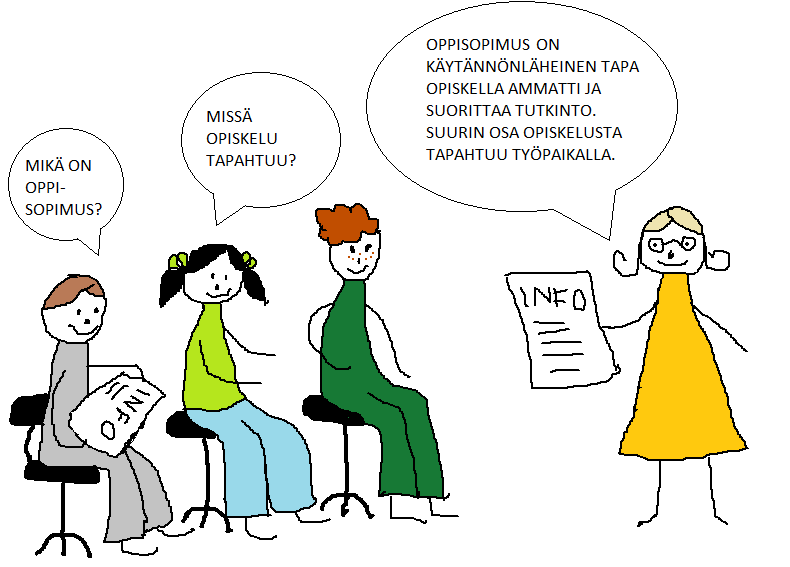 MIKÄ ON
OPPI-
SOPIMUS?
MISSÄ
OPISKELU
TAPAHTUU?
OPPISOPIMUS ON
KÄYTÄNNÖNLÄHEINEN TAPA
OPISKELLA AMMATTI JA
SUORITTAA TUTKINTO.
SUURIN OSA OPISKELUSTA
TAPAHTUU TYÖPAIKALLA.
INFO
INFO